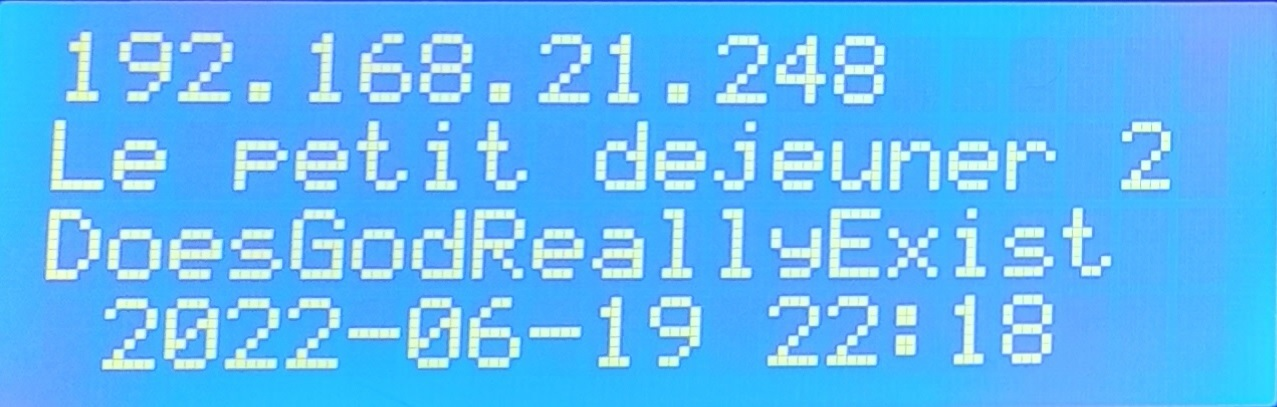 192.168.21.248
Le petit dejeuner 2
DoesGodReallyExist
2022-06-19 22:18